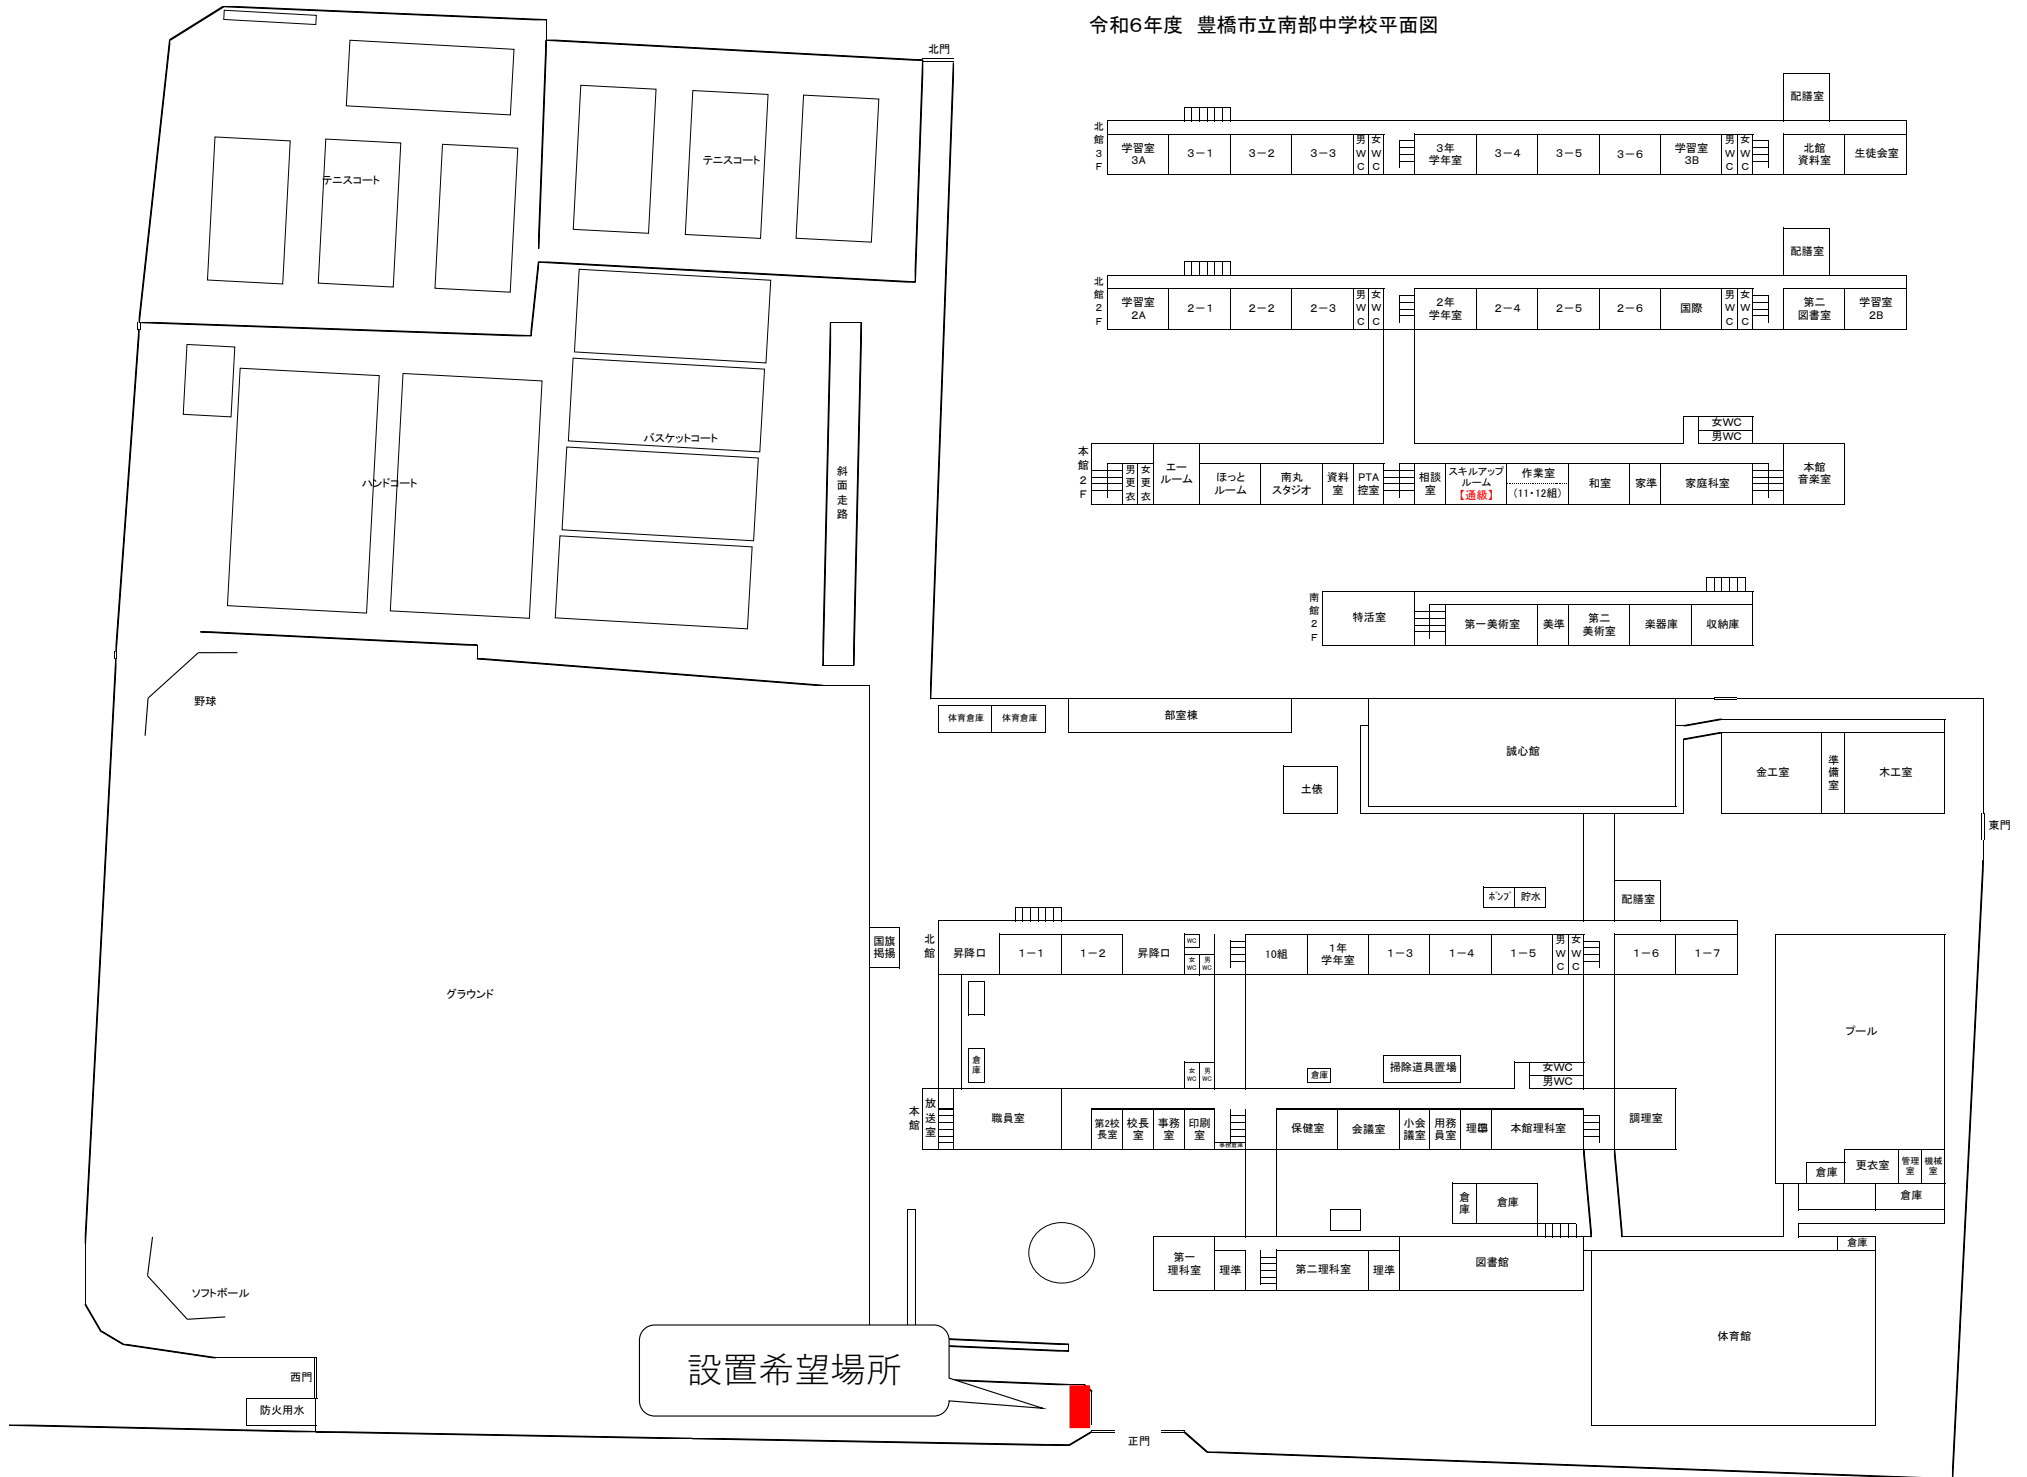 令和6年度 豊橋市立南部中学校平面図
北門
テニスコート
テニスコート
バスケットコート
ハンドコート
斜面走路
野球
グラウンド
ソフトボール
西門
防火用水
国旗
掲揚
北館3F
配膳室
学習室
3A
3-1
3-2
3-3
男WC
女WC
3年
学年室
3-4
3-5
3-6
学習室
3B
男WC
女WC
北館
資料室
生徒会室
北館2F
配膳室
学習室
2A
2-1
2-2
2-3
男WC
女WC
2年
学年室
2-4
2-5
2-6
国際
男WC
女WC
第二
図書室
学習室
2B
本館2F
女WC
男WC
男更衣
女更衣
エー
ルーム
ほっと
ルーム
南丸
スタジオ
資料
室
PTA
控室
相談
室
スキルアップ
ルーム
【通級】
作業室
(11・12組)
和室
家準
家庭科室
本館
音楽室
南館2F
特活室
第一美術室
美準
第二
美術室
楽器庫
収納庫
体育倉庫
体育倉庫
部室棟
誠心館
土俵
金工室
準備室
木工室
東門
ポンプ
貯水
配膳室
北館
昇降口
1-1
1-2
昇降口
WC
女
WC
男
WC
10組
1年
学年室
1-3
1-4
1-5
男WC
女WC
1-6
1-7
プール
倉庫
女
WC
男
WC
倉庫
掃除道具置場
女WC
男WC
本館
放送室
職員室
第2校
長室
校長
室
事務
室
印刷
室
事務倉庫
保健室
会議室
小会
議室
用務
員室
理準
本館理科室
調理室
倉庫
更衣室
管理
室
機械
室
倉庫
倉庫
倉庫
倉庫
第一
理科室
理準
第二理科室
理準
図書館
体育館
設置希望場所
正門